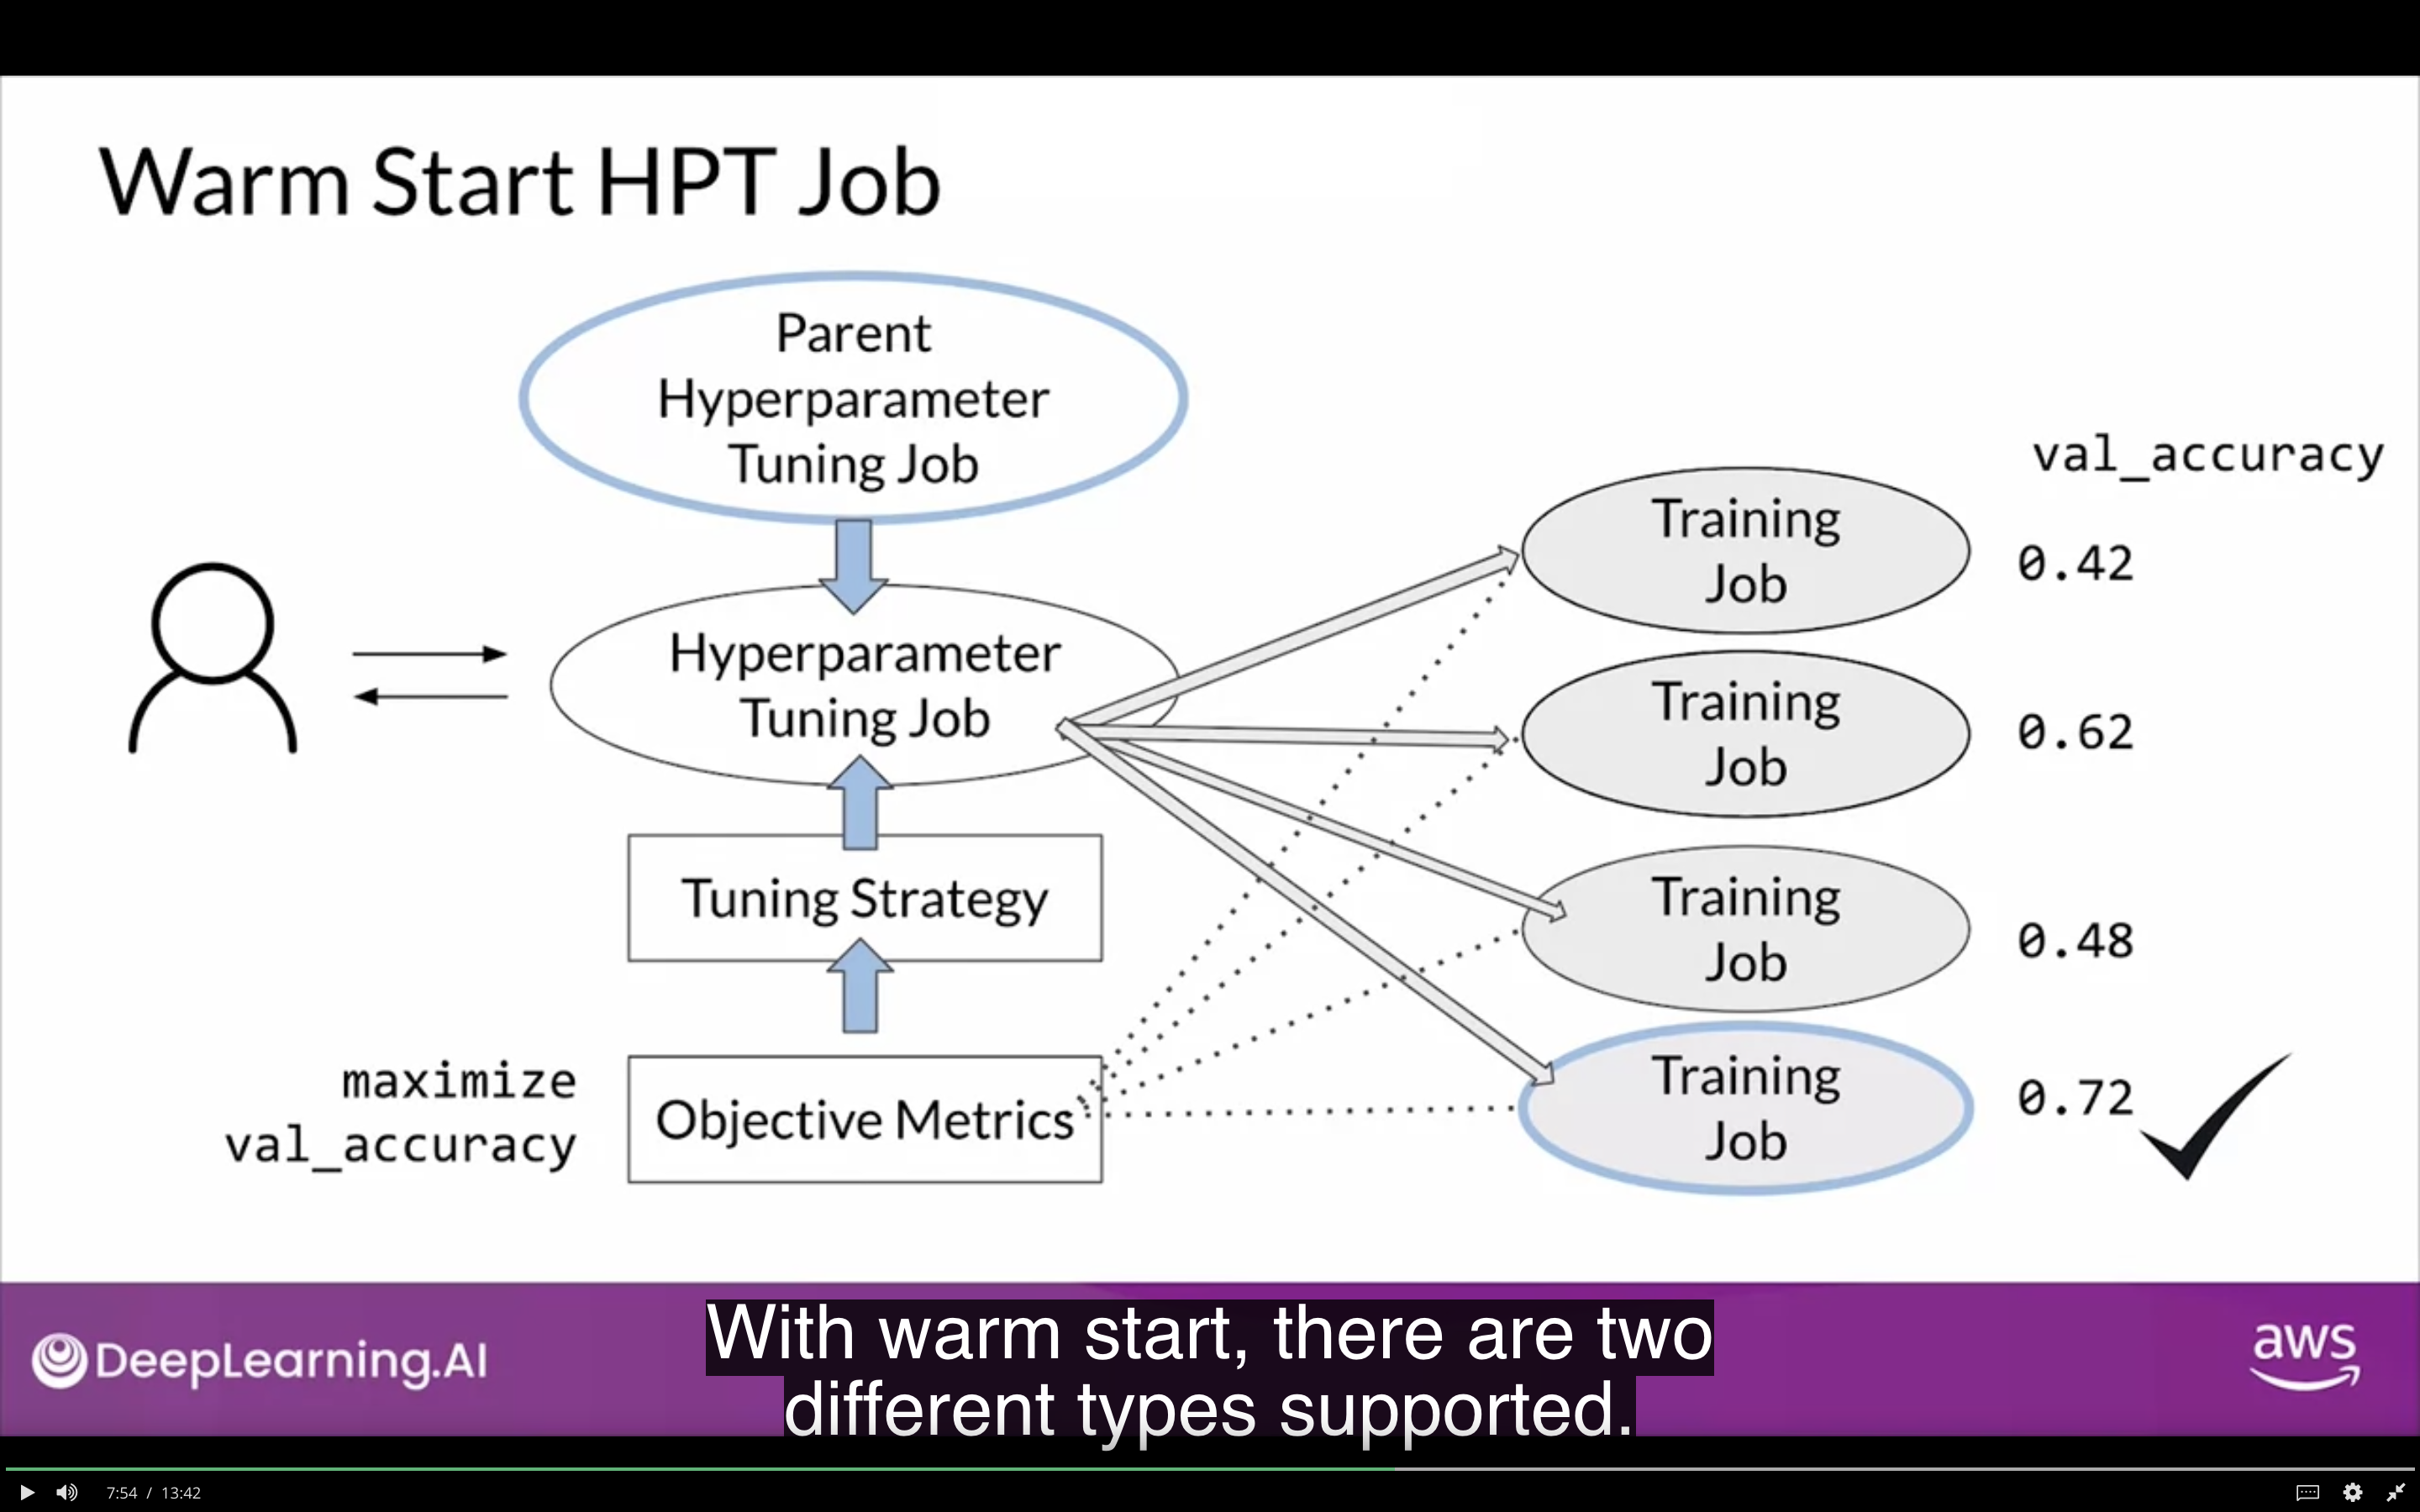 Warm Start HPT Job
Parent
Hyperparameter
Tuning Job
Hyperparameter
Tuning Job
Tuning Strategy
maximize
val_accuracy
Objective Metrics
val_accuracy
Training
Job
0.42
Training
Job
0.62
Training
Job
0.48
Training
Job
0.72
DeepLearning.AI
With warm start, there are two
different types supported.
aws
7:54 / 13:42